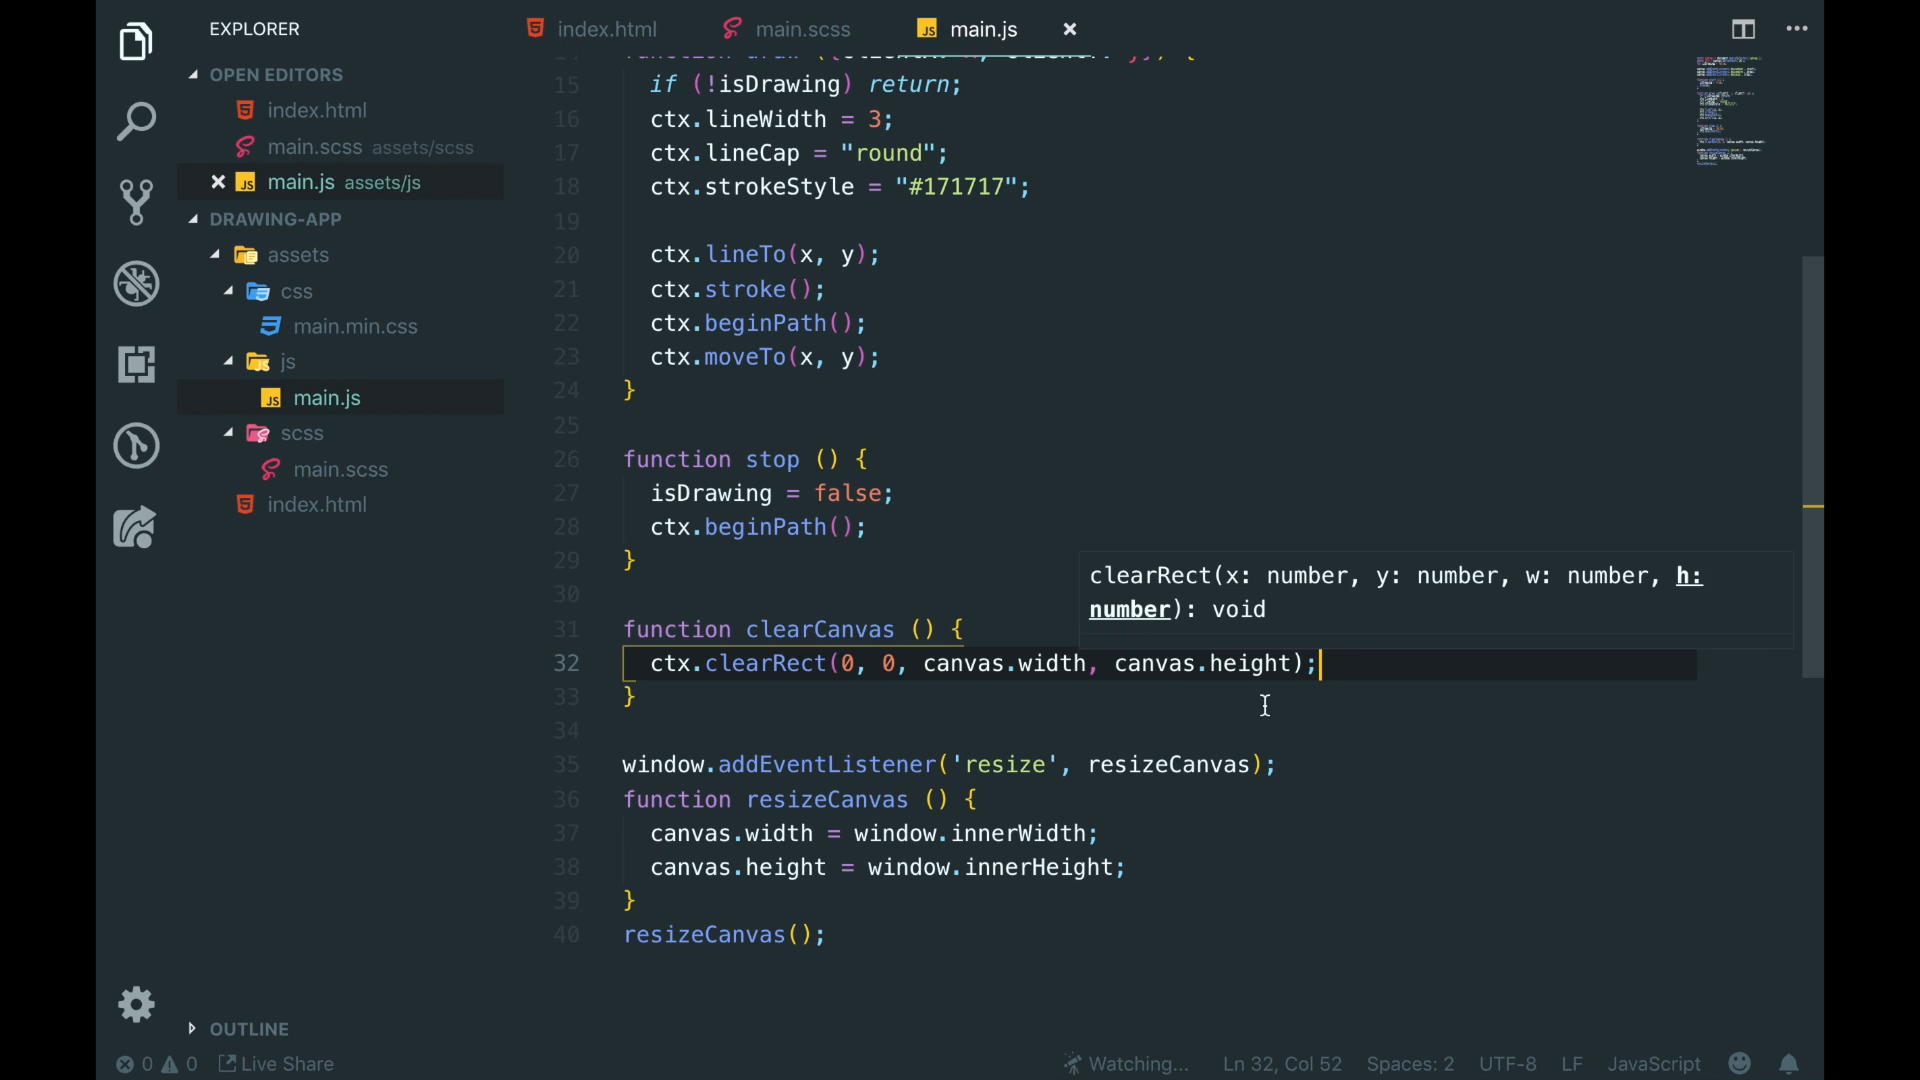 EXPLORER
OPEN EDITORS
index.html
main.scss assets/scss
main.js assets/js
DRAWING-APP
assets
css
main.min.css
js
main.js
scss
main.scss
index.html
OUTLINE
index.html
main.scss
main.js
15 if (!isDrawing) return;
16 ctx.lineWidth = 3;
17 ctx.lineCap = "round";
18 ctx.strokeStyle = "#171717";
19
20 ctx.lineTo(x, y);
21 ctx.stroke();
22 ctx.beginPath();
23 ctx.moveTo(x, y);
24 }
25
26 function stop () {
27 isDrawing = false;
28 ctx.beginPath();
29 }
30
31 function clearCanvas () {
32 ctx.clearRect(0, 0, canvas.width, canvas.height);
33 }
34
35 window.addEventListener('resize', resizeCanvas);
36 function resizeCanvas () {
37 canvas.width = window.innerWidth;
38 canvas.height = window.innerHeight;
39 }
40 resizeCanvas();
clearRect(x: number, y: number, w: number, h:
number): void
0 0 Live Share
Watching... Ln 32, Col 52 Spaces: 2 UTF-8 LF JavaScript